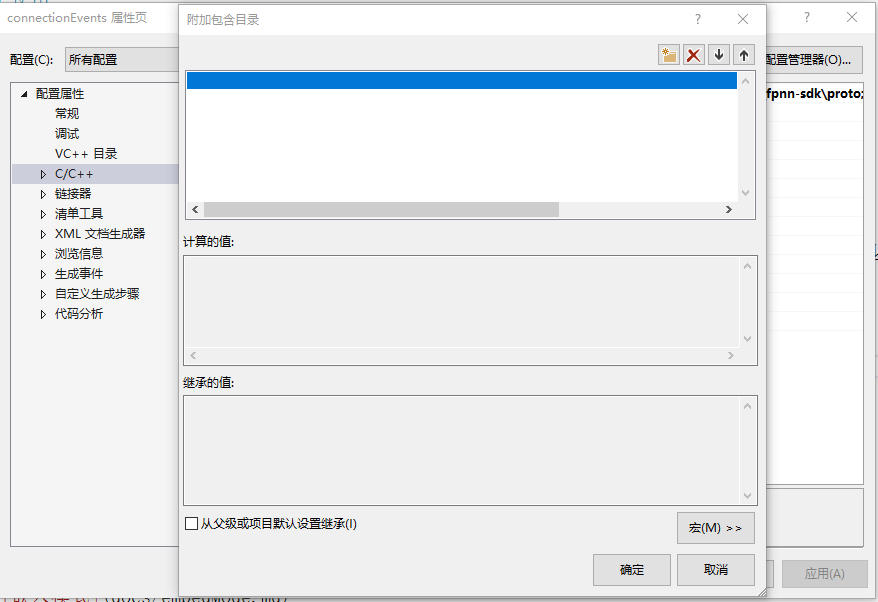 connectionEvents 属性页
附加包含目录
配置(C):
所有配置
配置管理器(O)...
配置属性
常规
调试
VC++ 目录
C/C++
链接器
清单工具
XML 文档生成器
浏览信息
生成事件
自定义生成步骤
代码分析
fpnn-sdk\proto;
计算的值:
继承的值:
从父级或项目默认设置继承(I)
宏(M) >>
确定
取消
应用(A)